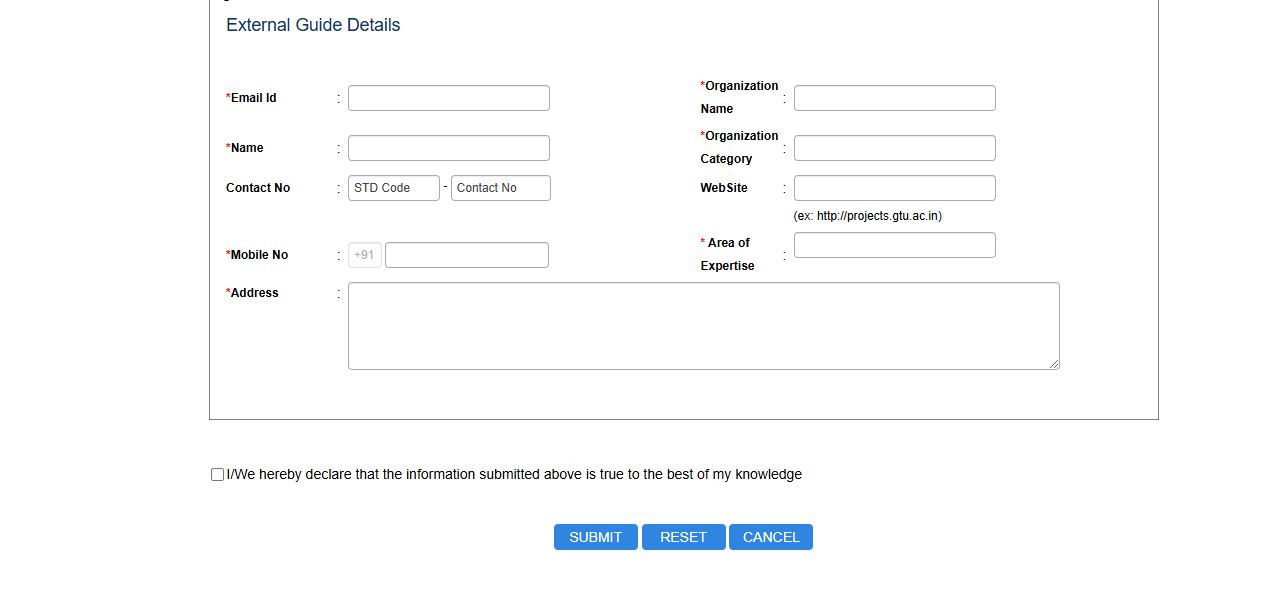 External Guide Details
*Email Id :
*Organization
Name :
*Name :
*Organization
Category :
Contact No : STD Code - Contact No
WebSite :
(ex: http://projects.gtu.ac.in)
*Mobile No : +91
* Area of
Expertise :
*Address :
I/We hereby declare that the information submitted above is true to the best of my knowledge
SUBMIT RESET CANCEL